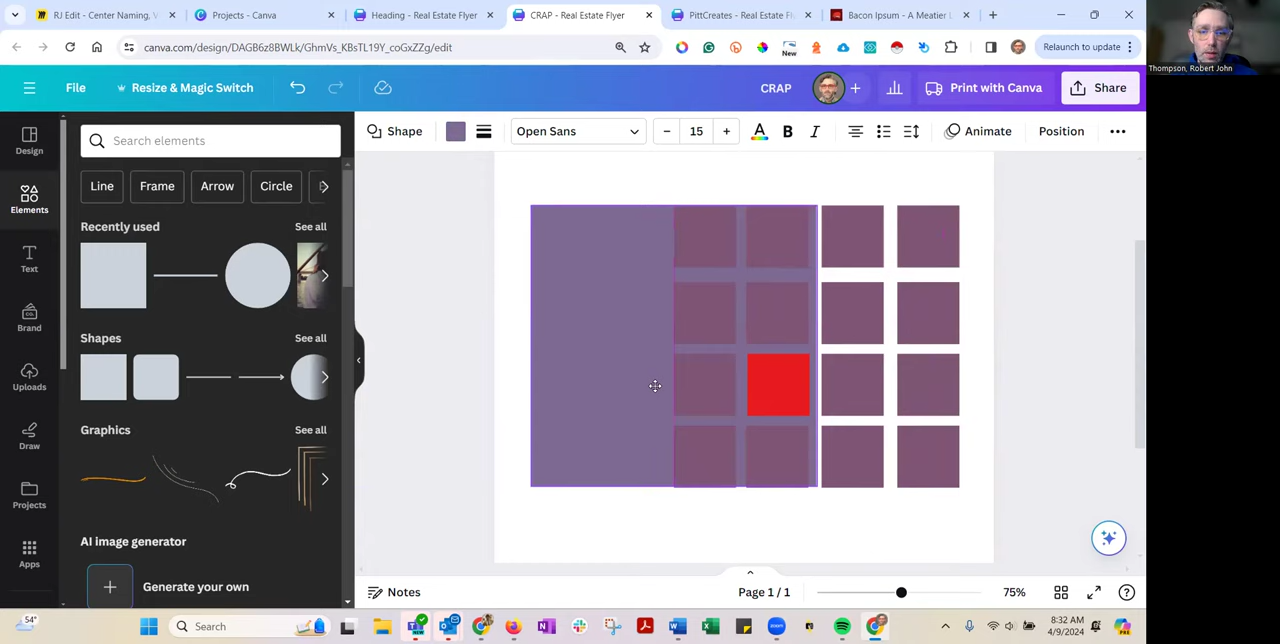 RJ Edit - Center Naming, V
Projects - Canva
Heading - Real Estate Flyer
CRAP - Real Estate Flyer
PittCreates - Real Estate Fl
Bacon Ipsum - A Meatier L
Thompson, Robert John
canva.com/design/DAGB6z8BWLk/GhmVs_KBsTL19Y_coGxZZg/edit
New
Relaunch to update
File
Resize & Magic Switch
CRAP
Print with Canva
Share
Design
Elements
Text
Brand
Uploads
Draw
Projects
Apps
Search elements
Line
Frame
Arrow
Circle
Recently used
See all
Shapes
See all
Graphics
See all
AI image generator
Generate your own
Shape
Open Sans
15
B
I
Animate
Position
Notes
Page 1 / 1
75%
54°
Search
8:32 AM
4/9/2024